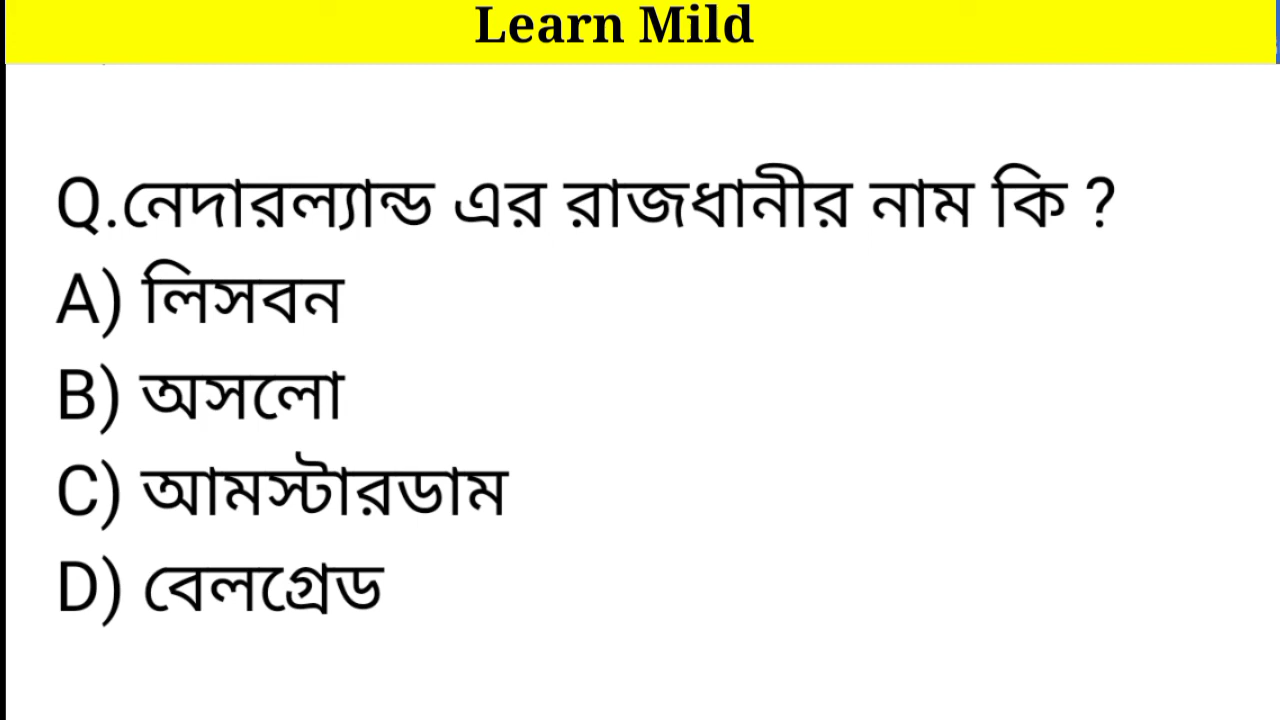 Learn Mild
Q.নেদারল্যান্ড এর রাজধানীর নাম কি ?
A) লিসবন
B) অসলো
C) আমস্টারডাম
D) বেলগ্রেড